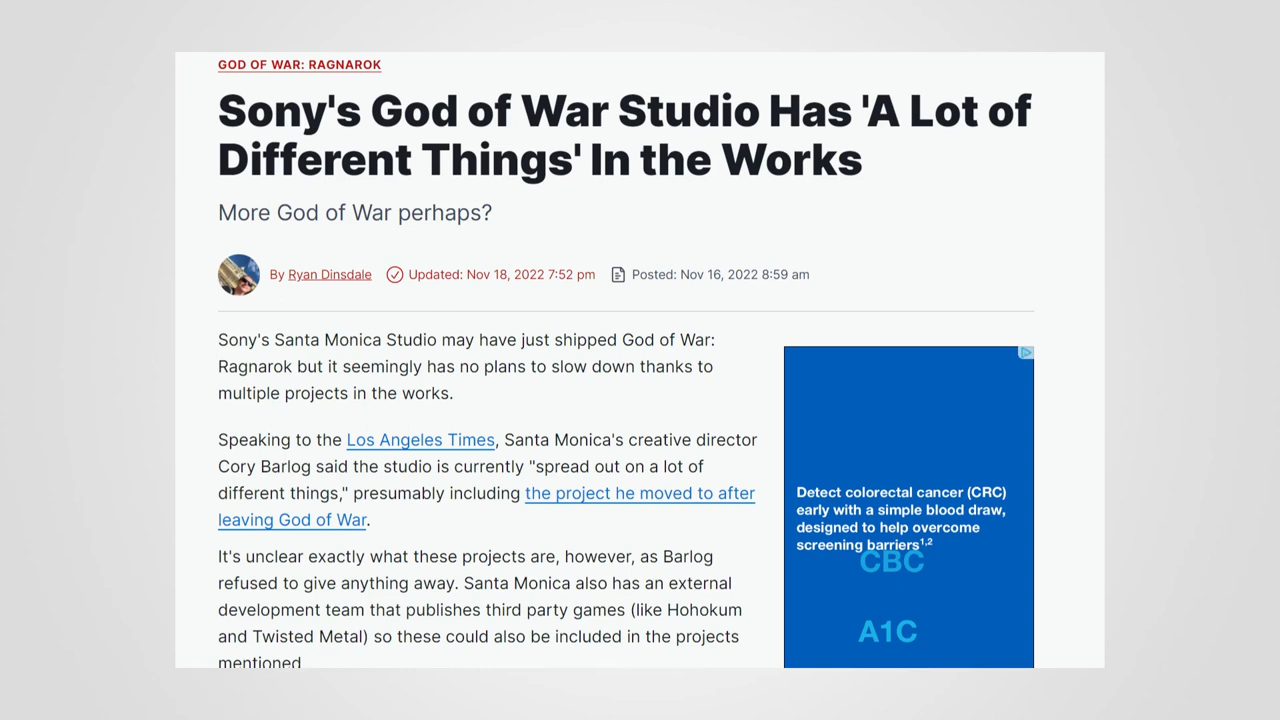 GOD OF WAR: RAGNAROK
Sony's God of War Studio Has 'A Lot of
Different Things' In the Works
More God of War perhaps?
By Ryan Dinsdale
Updated: Nov 18, 2022 7:52 pm
Posted: Nov 16, 2022 8:59 am
Sony's Santa Monica Studio may have just shipped God of War:
Ragnarok but it seemingly has no plans to slow down thanks to
multiple projects in the works.
Speaking to the Los Angeles Times, Santa Monica's creative director
Cory Barlog said the studio is currently "spread out on a lot of
different things," presumably including the project he moved to after
leaving God of War.
It's unclear exactly what these projects are, however, as Barlog
refused to give anything away. Santa Monica also has an external
development team that publishes third party games (like Hohokum
and Twisted Metal) so these could also be included in the projects
mentioned
Detect colorectal cancer (CRC)
early with a simple blood draw,
designed to help overcome
screening barriers1,2
CBC
A1C